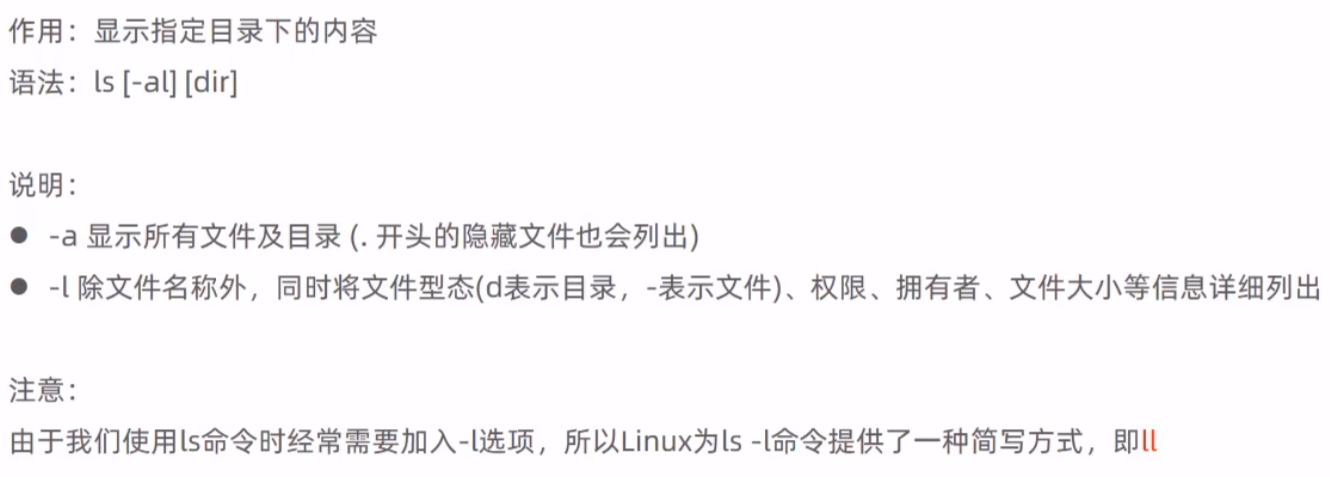 作用：显示指定目录下的内容
语法：ls [-al] [dir]
说明：
● -a 显示所有文件及目录 (. 开头的隐藏文件也会列出)
● -l 除文件名称外，同时将文件型态(d表示目录，-表示文件)、权限、拥有者、文件大小等信息详细列出
注意：
由于我们使用ls命令时经常需要加入-l选项，所以Linux为ls -l命令提供了一种简写方式，即ll